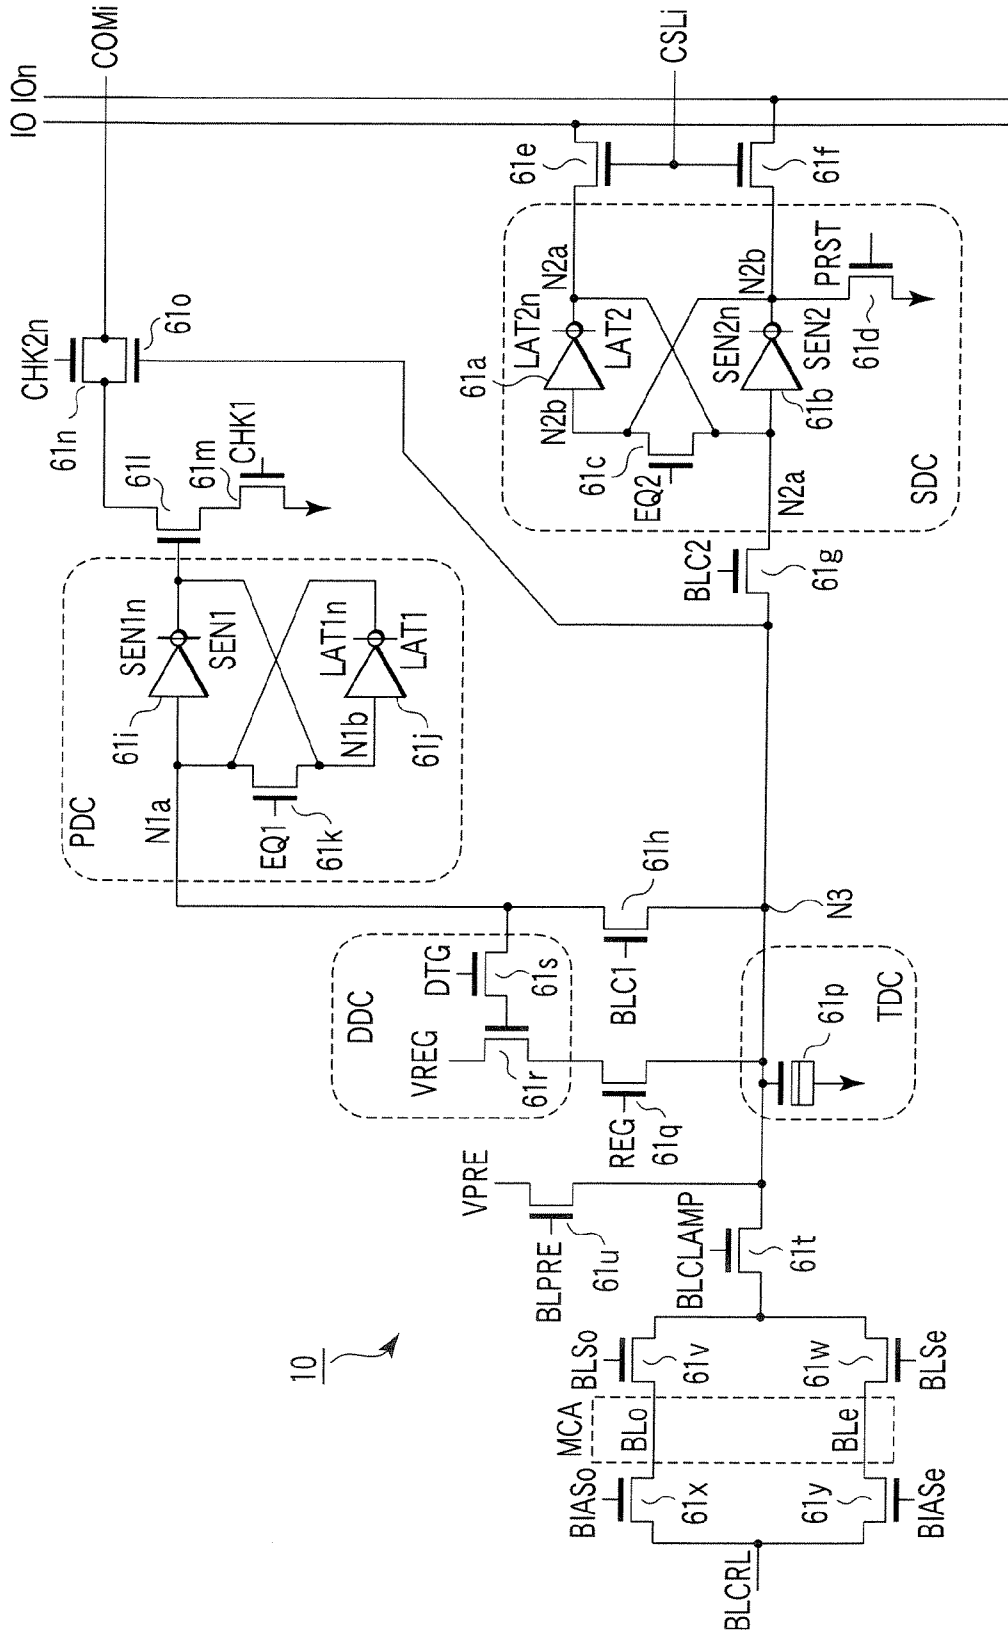 IO IOn
COMi
CSLi
CHK2n
61o
61n
61l
61m
CHK1
61e
61f
N2a
N2b
PRST
61d
61a
LAT2n
LAT2
SEN2n
SEN2
61b
N2b
61c
EQ2
N2a
SDC
BLC2
61g
SEN1n
SEN1
LAT1n
LAT1
61i
N1b
61j
PDC
N1a
EQ1
61k
61h
BLC1
N3
DDC
DTG
61s
VREG
61r
REG
61q
TDC
61p
VPRE
BLPRE
61u
BLCLAMP
61t
10
BLSo
61v
61w
BLSe
MCA
BLo
BLe
BIASo
61x
61y
BIASe
BLCRL